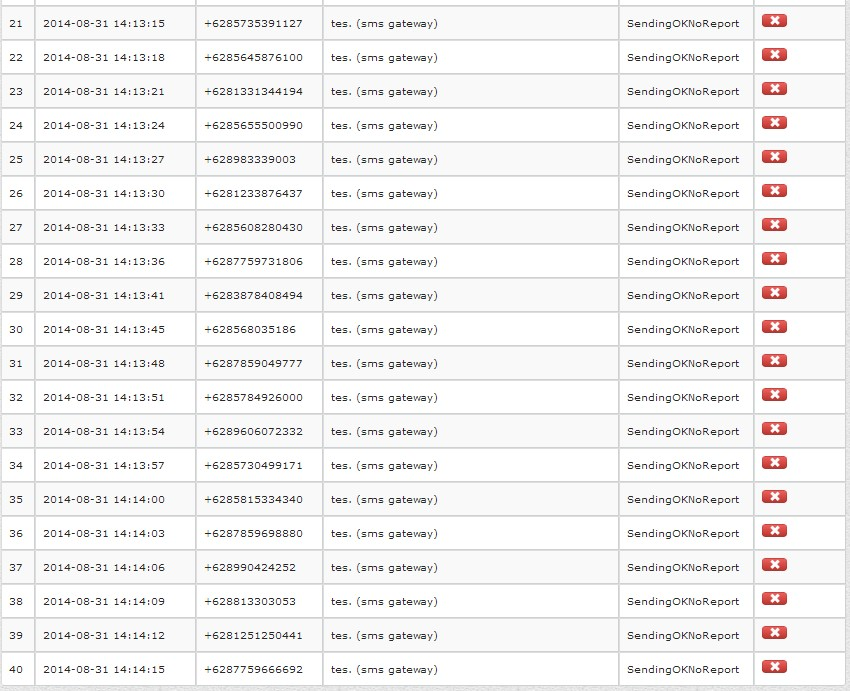 21 2014-08-31 14:13:15 +6285735391127 tes. (sms gateway) SendingOKNoReport
22 2014-08-31 14:13:18 +6285645876100 tes. (sms gateway) SendingOKNoReport
23 2014-08-31 14:13:21 +6281331344194 tes. (sms gateway) SendingOKNoReport
24 2014-08-31 14:13:24 +6285655500990 tes. (sms gateway) SendingOKNoReport
25 2014-08-31 14:13:27 +628983339003 tes. (sms gateway) SendingOKNoReport
26 2014-08-31 14:13:30 +6281233876437 tes. (sms gateway) SendingOKNoReport
27 2014-08-31 14:13:33 +6285608280430 tes. (sms gateway) SendingOKNoReport
28 2014-08-31 14:13:36 +6287759731806 tes. (sms gateway) SendingOKNoReport
29 2014-08-31 14:13:41 +6283878408494 tes. (sms gateway) SendingOKNoReport
30 2014-08-31 14:13:45 +628568035186 tes. (sms gateway) SendingOKNoReport
31 2014-08-31 14:13:48 +6287859049777 tes. (sms gateway) SendingOKNoReport
32 2014-08-31 14:13:51 +6285784926000 tes. (sms gateway) SendingOKNoReport
33 2014-08-31 14:13:54 +6289606072332 tes. (sms gateway) SendingOKNoReport
34 2014-08-31 14:13:57 +6285730499171 tes. (sms gateway) SendingOKNoReport
35 2014-08-31 14:14:00 +6285815334340 tes. (sms gateway) SendingOKNoReport
36 2014-08-31 14:14:03 +6287859698880 tes. (sms gateway) SendingOKNoReport
37 2014-08-31 14:14:06 +628990424252 tes. (sms gateway) SendingOKNoReport
38 2014-08-31 14:14:09 +628813303053 tes. (sms gateway) SendingOKNoReport
39 2014-08-31 14:14:12 +6281251250441 tes. (sms gateway) SendingOKNoReport
40 2014-08-31 14:14:15 +6287759666692 tes. (sms gateway) SendingOKNoReport